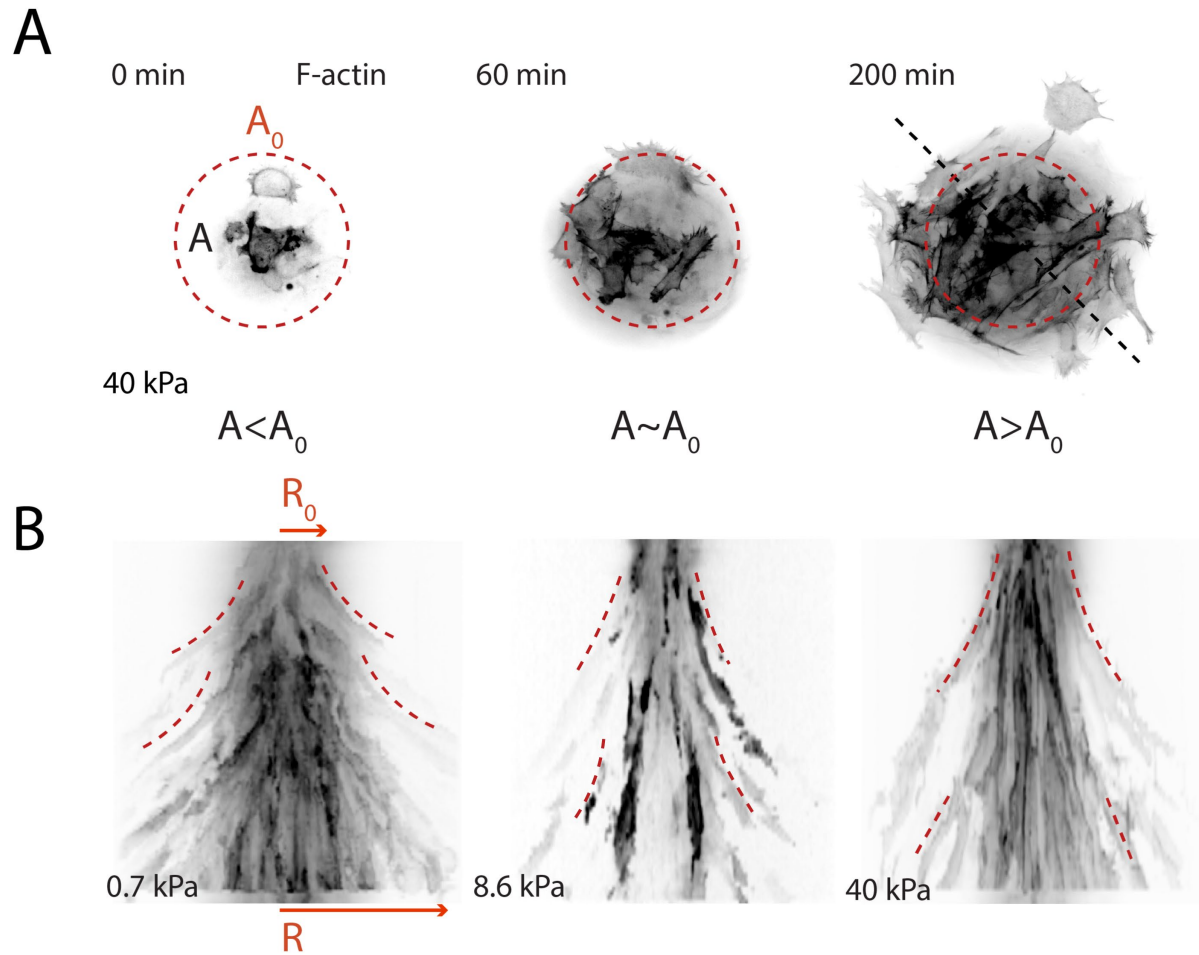 A
0 min
F-actin
60 min
200 min
A₀
A
40 kPa
A<A₀
A~A₀
A>A₀
R₀
B
0.7 kPa
8.6 kPa
40 kPa
R